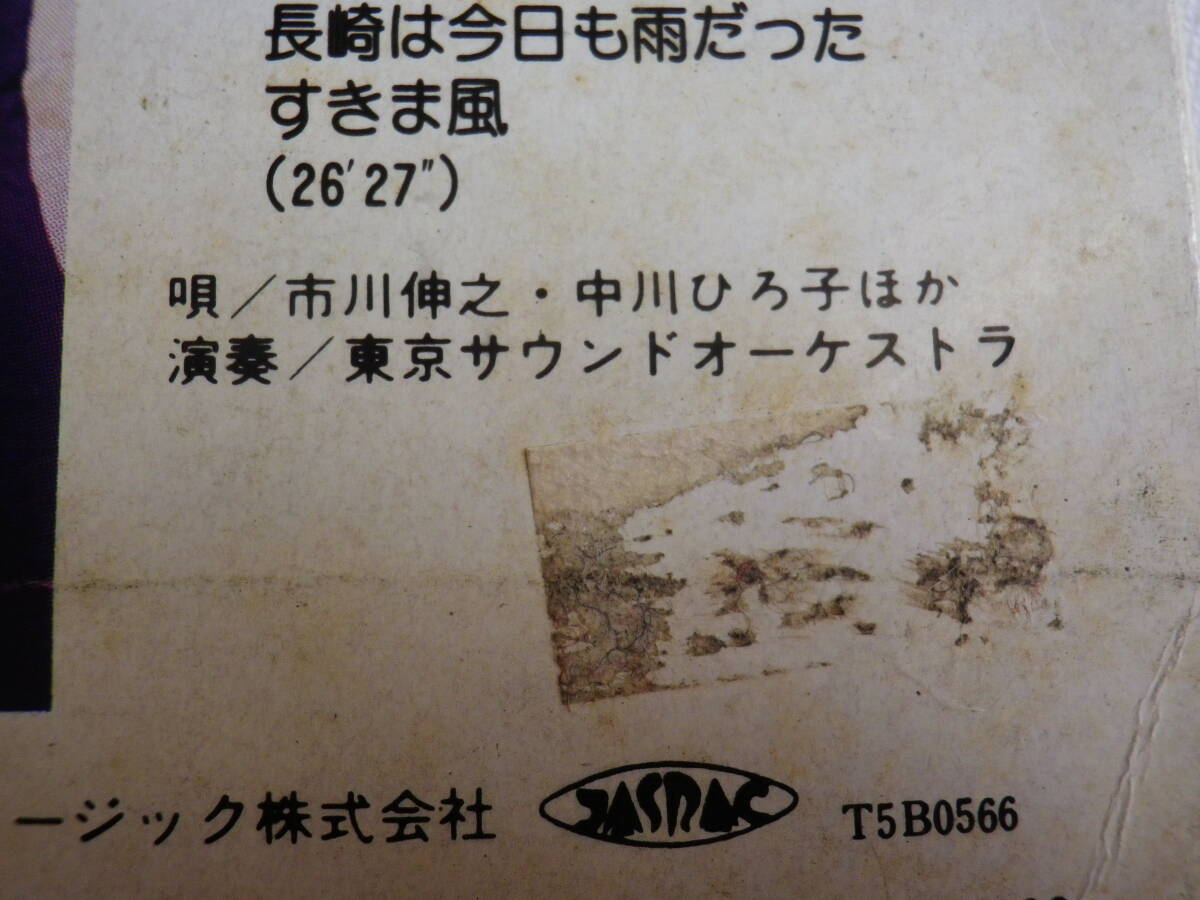 長崎は今日も雨だった
すきま風
(26′27″)
唄／市川伸之・中川ひろ子ほか
演奏／東京サウンドオーケストラ
ージック株式会社 JASRAC T5B0566